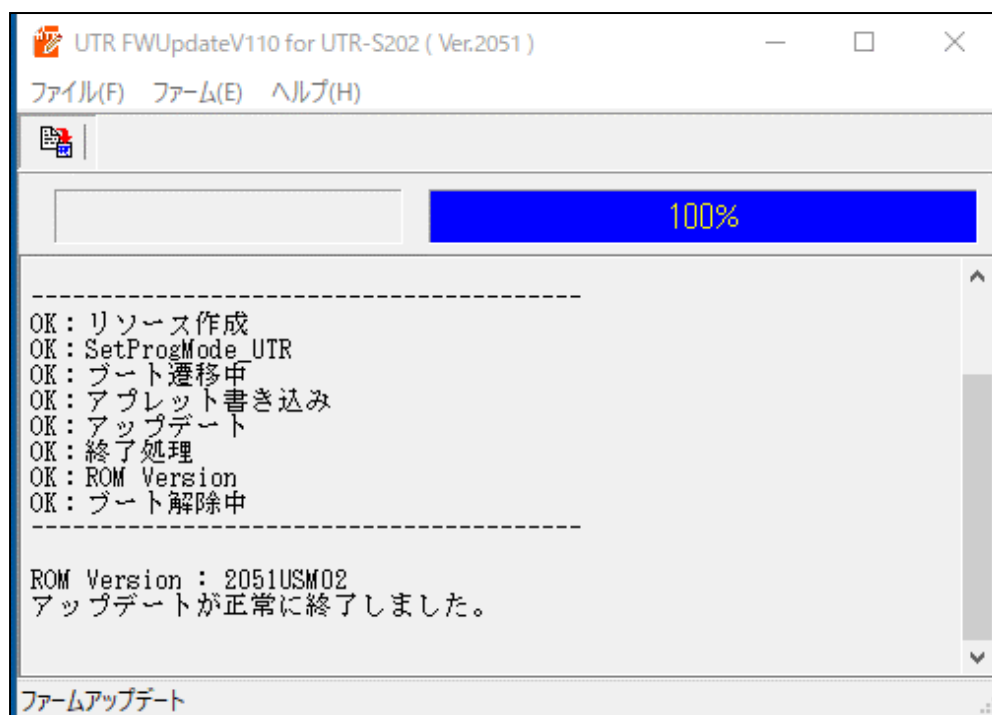 UTR FWUpdateV110 for UTR-S202 ( Ver.2051 )
ファイル(F) ファーム(E) ヘルプ(H)
100%
----------------------------------------
OK：リソース作成
OK：SetProgMode_UTR
OK：ブート遷移中
OK：アプレット書き込み
OK：アップデート
OK：終了処理
OK：ROM Version
OK：ブート解除中
----------------------------------------
ROM Version : 2051USM02
アップデートが正常に終了しました。
ファームアップデート